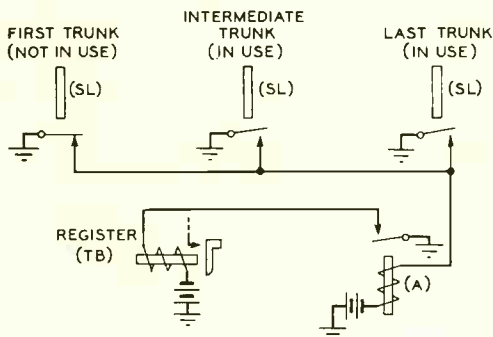 FIRST TRUNK
(NOT IN USE)
(SL)
INTERMEDIATE
TRUNK
(IN USE)
(SL)
LAST TRUNK
(IN USE)
(SL)
REGISTER
(TB)
(A)